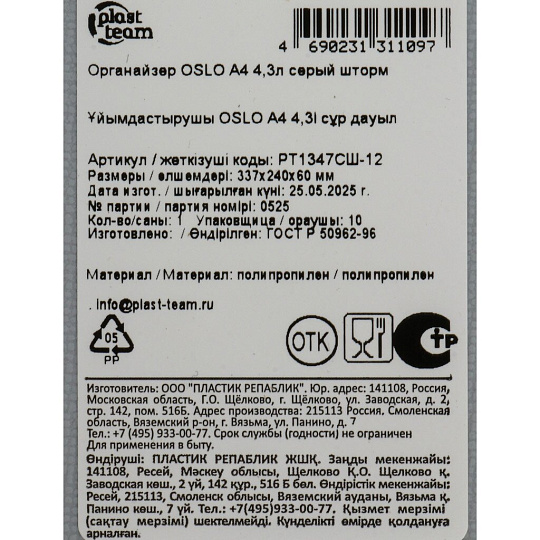 plast
team
4 690231 311097
Органайзер OSLO А4 4,3л серый шторм
Ұйымдастырушы OSLO А4 4,3l сұр дауыл
Артикул / жеткізуші коды: РТ1347СШ-12
Размеры / өлшемдері: 337х240х60 мм
Дата изгот. / шығарылған күні: 25.05.2025 г.
№ партии / партия нөмірі: 0525
Кол-во/саны: 1 Упаковщица / ораушы: 10
Изготовлено: / Өндірілген: ГОСТ Р 50962-96
Материал / Материал: полипропилен / полипропилен
. info@plast-team.ru
05
PP
ОТК
СТР
Изготовитель: ООО "ПЛАСТИК РЕПАБЛИК". Юр. адрес: 141108, Россия,
Московская область, Г.О. Щёлково, г. Щёлково, ул. Заводская, д. 2,
стр. 142, пом. 516Б. Адрес производства: 215113 Россия. Смоленская
область, Вяземский р-он, г. Вязьма, ул. Панино, д. 7
Тел.: +7 (495) 933-00-77. Срок службы (годности) не ограничен
Для применения в быту.
Өндіруші: ПЛАСТИК РЕПАБЛИК ЖШҚ. Заңды мекенжайы:
141108, Ресей, Мәскеу облысы, Щелково Қ.О. Щелково қ.
Заводская көш., 2 үй, 142 құр., 516 Б бөл. Өндірістік мекенжайы:
Ресей, 215113, Смоленск облысы, Вяземский ауданы, Вязьма қ.
Панино көш., 7 үй. Тел.: +7(495)933-00-77. Қызмет мерзімі
(сақтау мерзімі) шектелмейді. Күнделікті өмірде қолдануға
арналған.